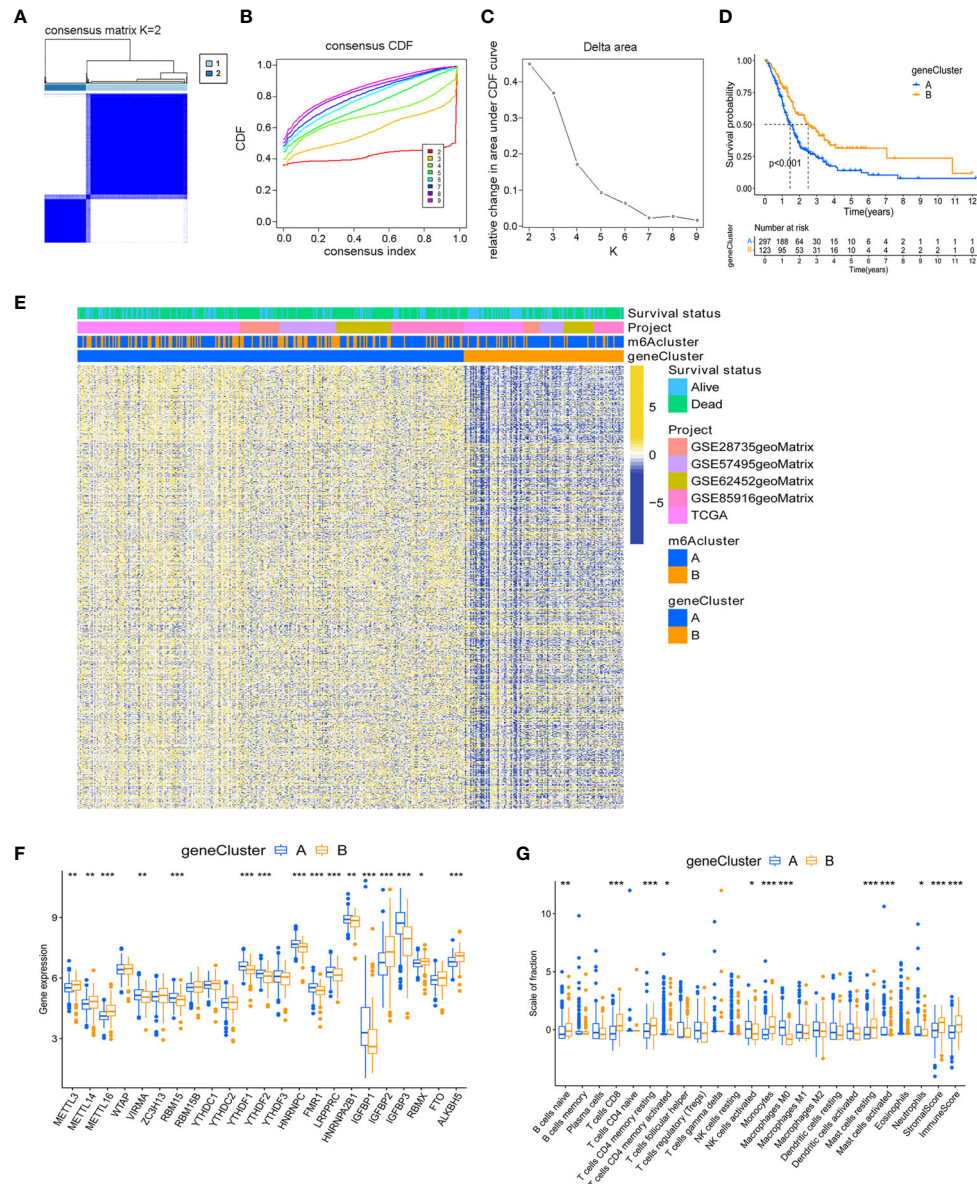 A
consensus matrix K=2
1
2
B
consensus CDF
CDF
1.0
0.8
0.6
0.4
0.2
0.0
2
3
4
5
6
7
8
9
0.0 0.2 0.4 0.6 0.8 1.0
consensus index
C
Delta area
relative change in area under CDF curve
0.4
0.3
0.2
0.1
0.0
2 3 4 5 6 7 8 9
K
D
geneCluster
A
B
Survival probability
1.00
0.75
0.50
0.25
0.00
p<0.001
0 1 2 3 4 5 6 7 8 9 10 11 12
Time(years)
Number at risk
geneCluster
A 297 188 64 30 15 10 6 4 2 1 1 1 1
B 123 95 53 31 16 10 4 4 2 2 2 1 0
0 1 2 3 4 5 6 7 8 9 10 11 12
Time(years)
E
Survival status
Project
m6Acluster
geneCluster
5
0
−5
Survival status
Alive
Dead
Project
GSE28735geoMatrix
GSE57495geoMatrix
GSE62452geoMatrix
GSE85916geoMatrix
TCGA
m6Acluster
A
B
geneCluster
A
B
F
geneCluster A B
** ** *** ** *** *** *** *** *** *** ** *** *** *** * ***
Gene expression
9
6
3
METTL3
METTL14
METTL16
WTAP
VIRMA
ZC3H13
RBM15
RBM15B
YTHDC1
YTHDC2
YTHDF1
YTHDF2
YTHDF3
HNRNPC
FMR1
LRPPRC
HNRNPA2B1
IGFBP1
IGFBP2
IGFBP3
RBMX
FTO
ALKBH5
G
geneCluster A B
** *** *** * * *** *** *** *** * *** ***
Scale of fraction
10
5
0
B cells naive
B cells memory
Plasma cells
T cells CD8
T cells CD4 naive
T cells CD4 memory resting
T cells CD4 memory activated
T cells follicular helper
T cells regulatory (Tregs)
T cells gamma delta
NK cells resting
NK cells activated
Monocytes
Macrophages M0
Macrophages M1
Macrophages M2
Dendritic cells resting
Dendritic cells activated
Mast cells resting
Mast cells activated
Eosinophils
Neutrophils
StromalScore
ImmuneScore